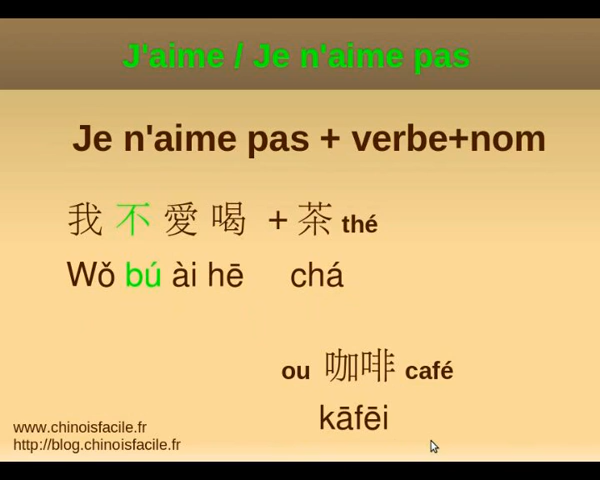 J'aime / Je n'aime pas
Je n'aime pas + verbe+nom
我 不 愛 喝 + 茶 thé
Wǒ bú ài hē chá
ou 咖啡 café
kāfēi
www.chinoisfacile.fr
http://blog.chinoisfacile.fr